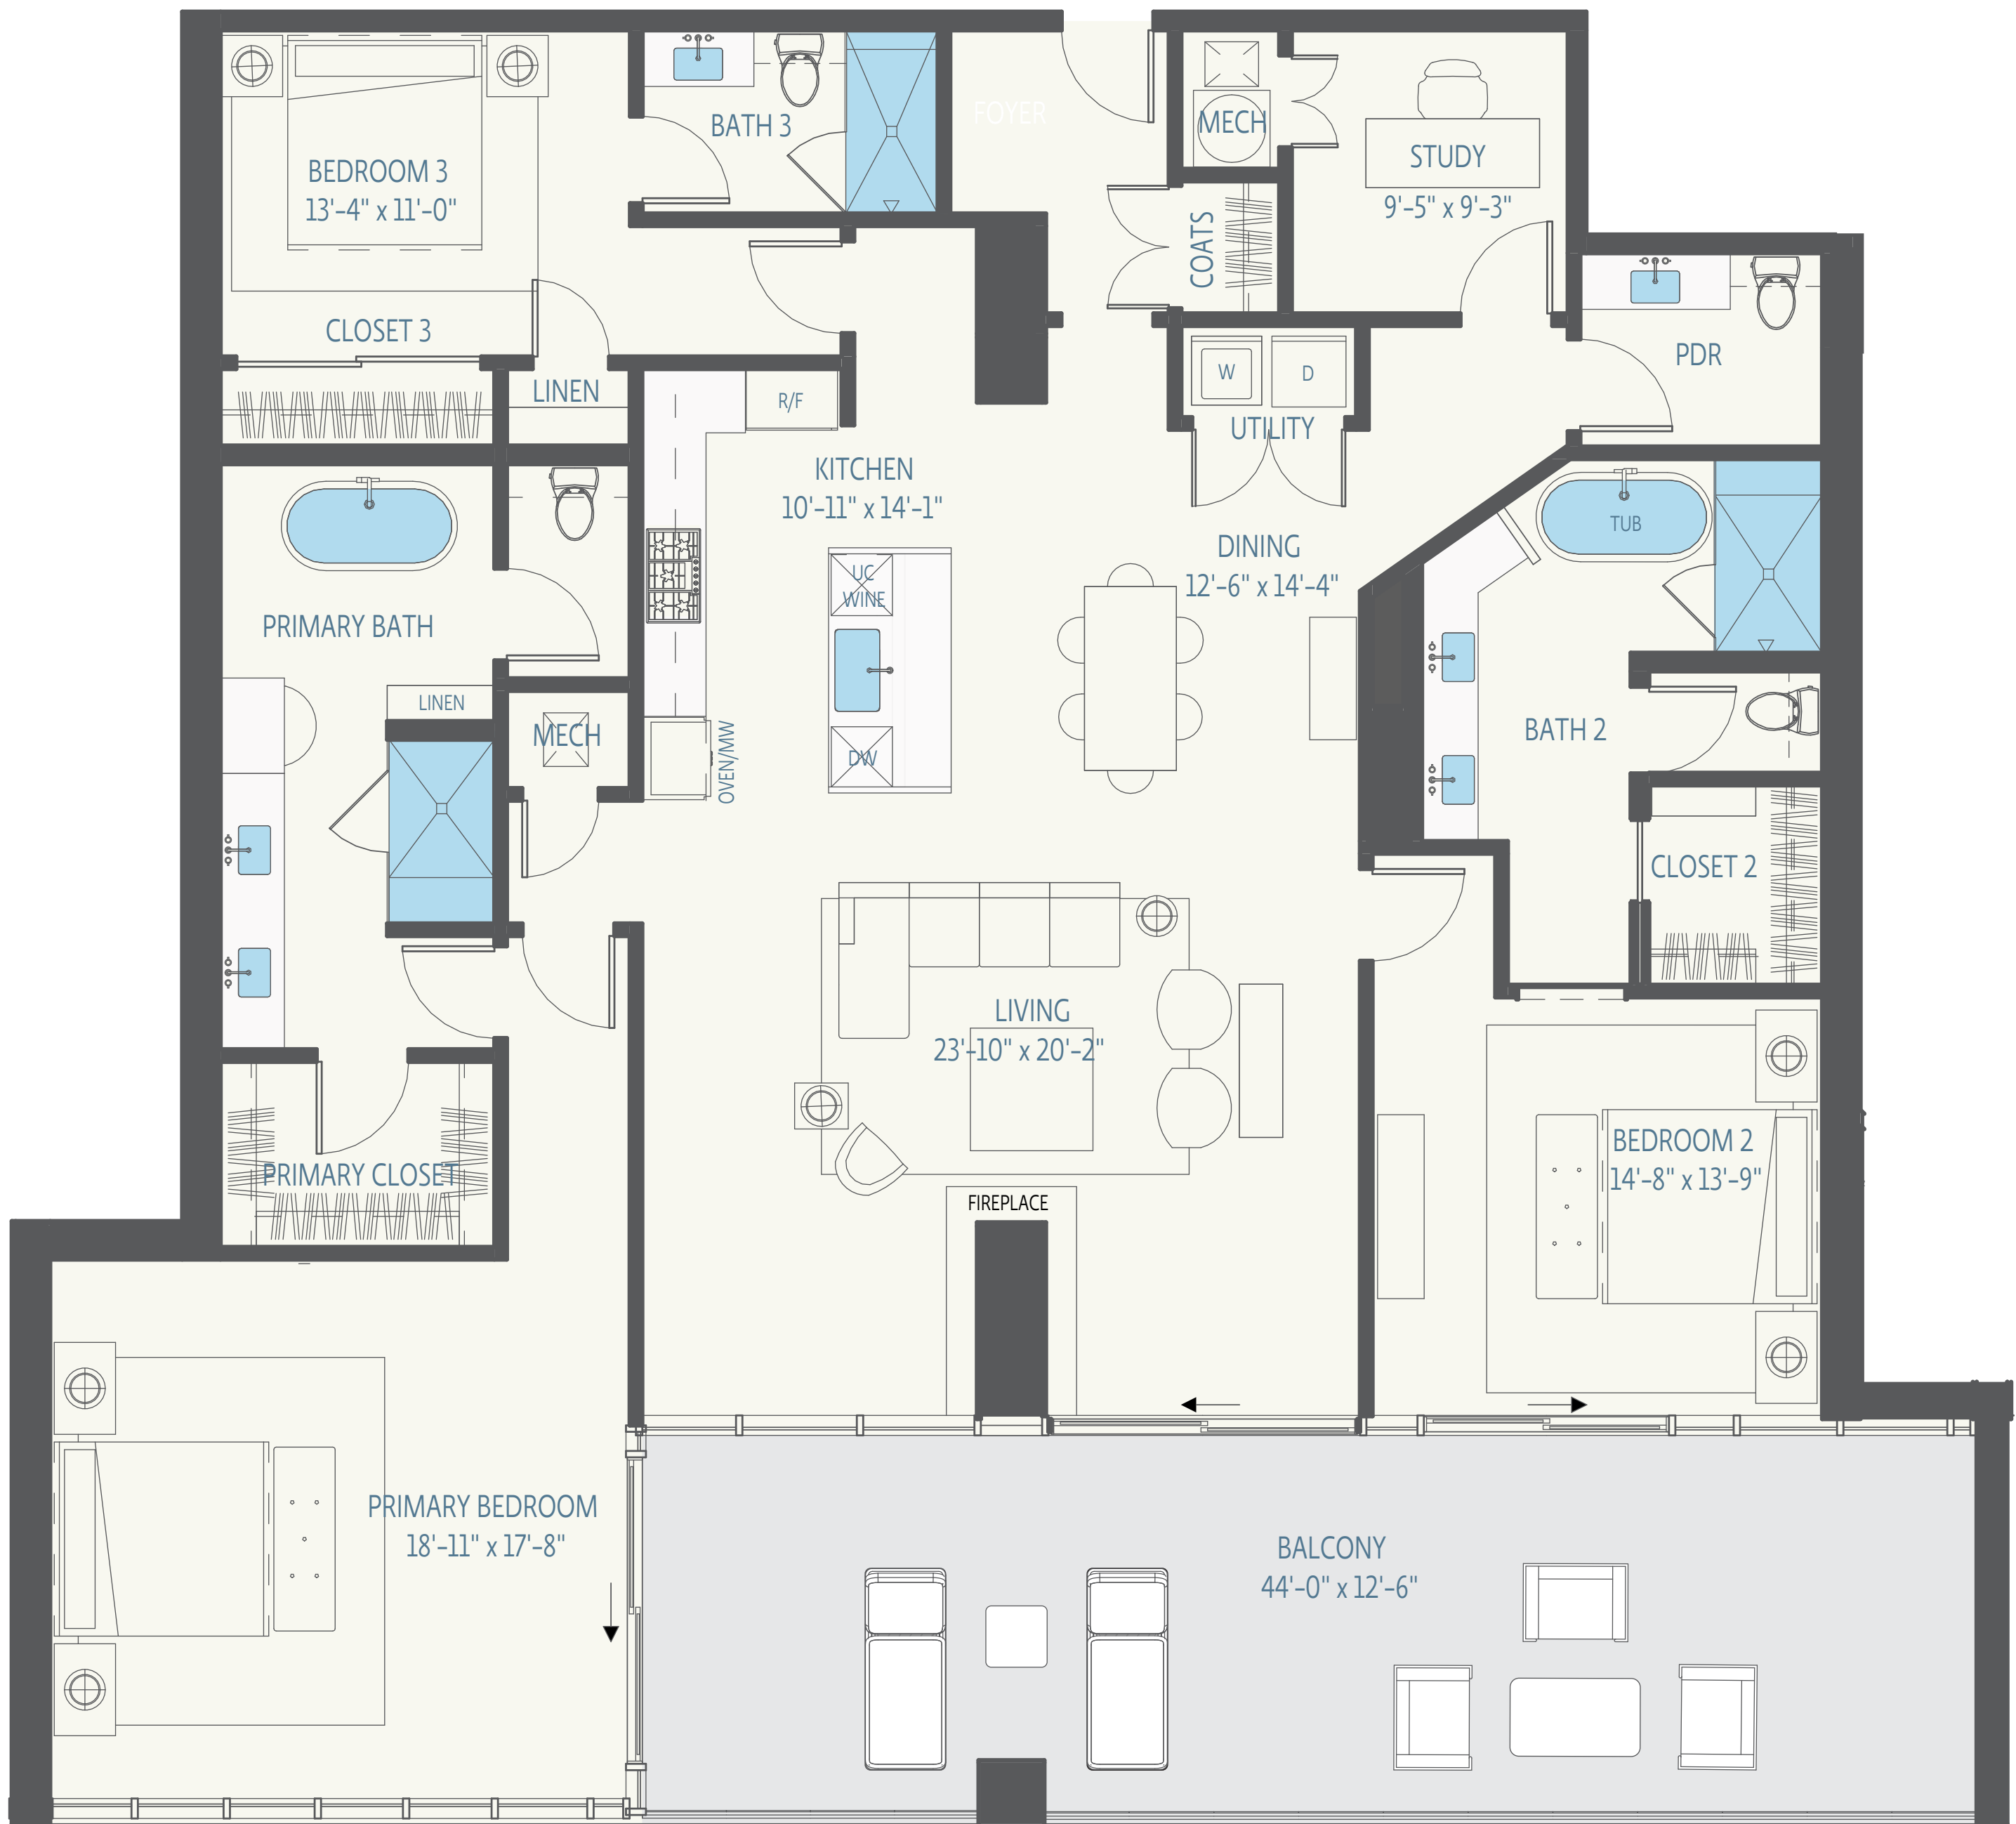 FOYER
BATH 3
MECH
STUDY
9'-5" x 9'-3"
BEDROOM 3
13'-4" x 11'-0"
COATS
CLOSET 3
PDR
LINEN
R/F
W
D
UTILITY
KITCHEN
10'-11" x 14'-1"
DINING
12'-6" x 14'-4"
TUB
UC
WINE
PRIMARY BATH
LINEN
MECH
OVEN/MW
DW
BATH 2
CLOSET 2
LIVING
23'-10" x 20'-2"
PRIMARY CLOSET
FIREPLACE
BEDROOM 2
14'-8" x 13'-9"
PRIMARY BEDROOM
18'-11" x 17'-8"
BALCONY
44'-0" x 12'-6"